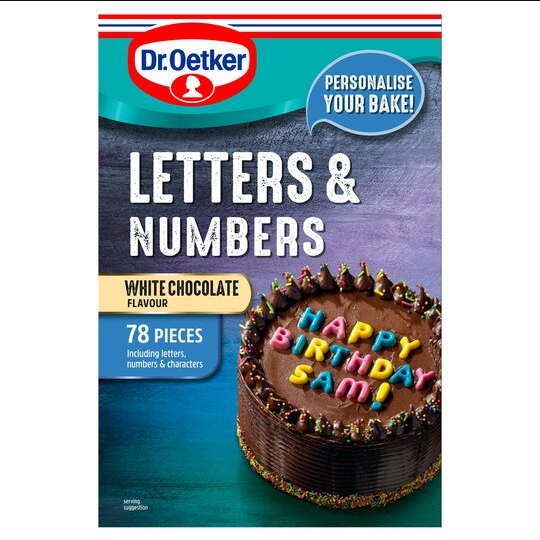 Dr.Oetker
PERSONALISE
YOUR BAKE!
LETTERS &
NUMBERS
WHITE CHOCOLATE
FLAVOUR
78 PIECES
Including letters,
numbers & characters
HAPPY
BIRTHDAY
SAM!
serving
suggestion